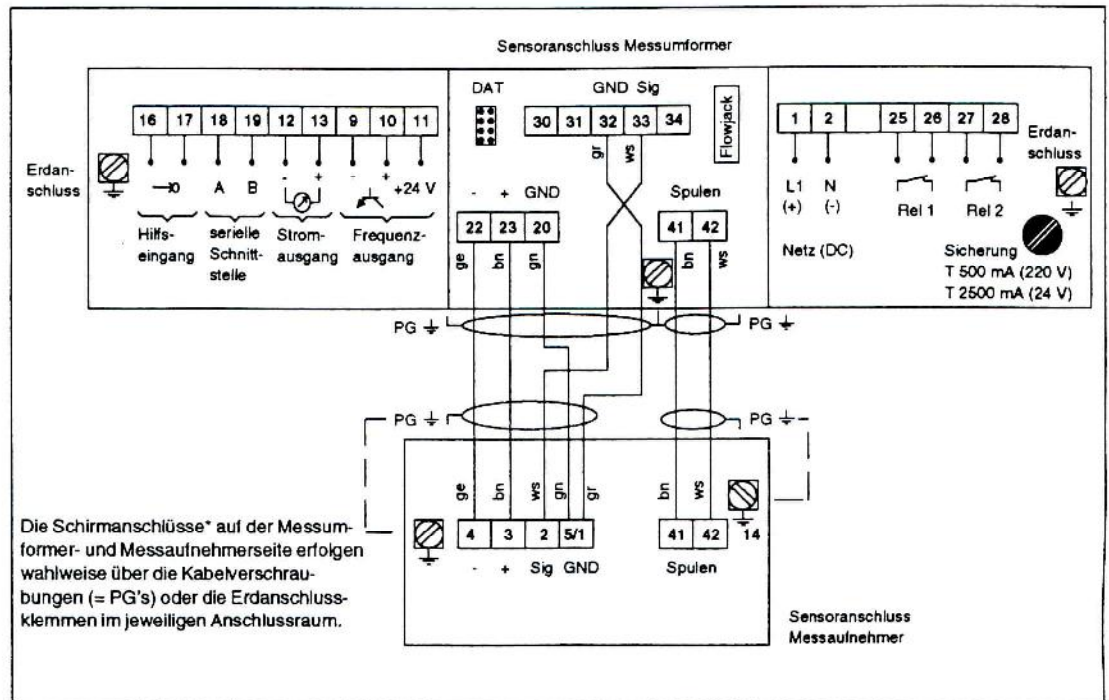 Sensoranschluss Messumformer
DAT GND Sig
16 17 18 19 12 13 9 10 11
30 31 32 33 34
Flowjack
1 2 25 26 27 28
Erdan-
schluss
Erdan-
schluss
- + - +
A B +24 V
gr ws
- + GND
Spulen
L1 N
(+) (-)
Rel 1 Rel 2
22 23 20
41 42
Hilfs-
eingang
serielle
Schnitt-
stelle
Strom-
ausgang
Frequenz-
ausgang
ge bn gn
bn ws
Netz (DC)
Sicherung
T 500 mA (220 V)
T 2500 mA (24 V)
PG PG
PG PG
ge bn ws gn gr
bn ws
4 3 2 5/1
41 42 14
- + Sig GND
Spulen
Die Schirmanschlüsse* auf der Messum-
former- und Messaufnehmerseite erfolgen
wahlweise über die Kabelverschrau-
bungen (= PG's) oder die Erdanschluss-
klemmen im jeweiligen Anschlussraum.
Sensoranschluss
Messaufnehmer